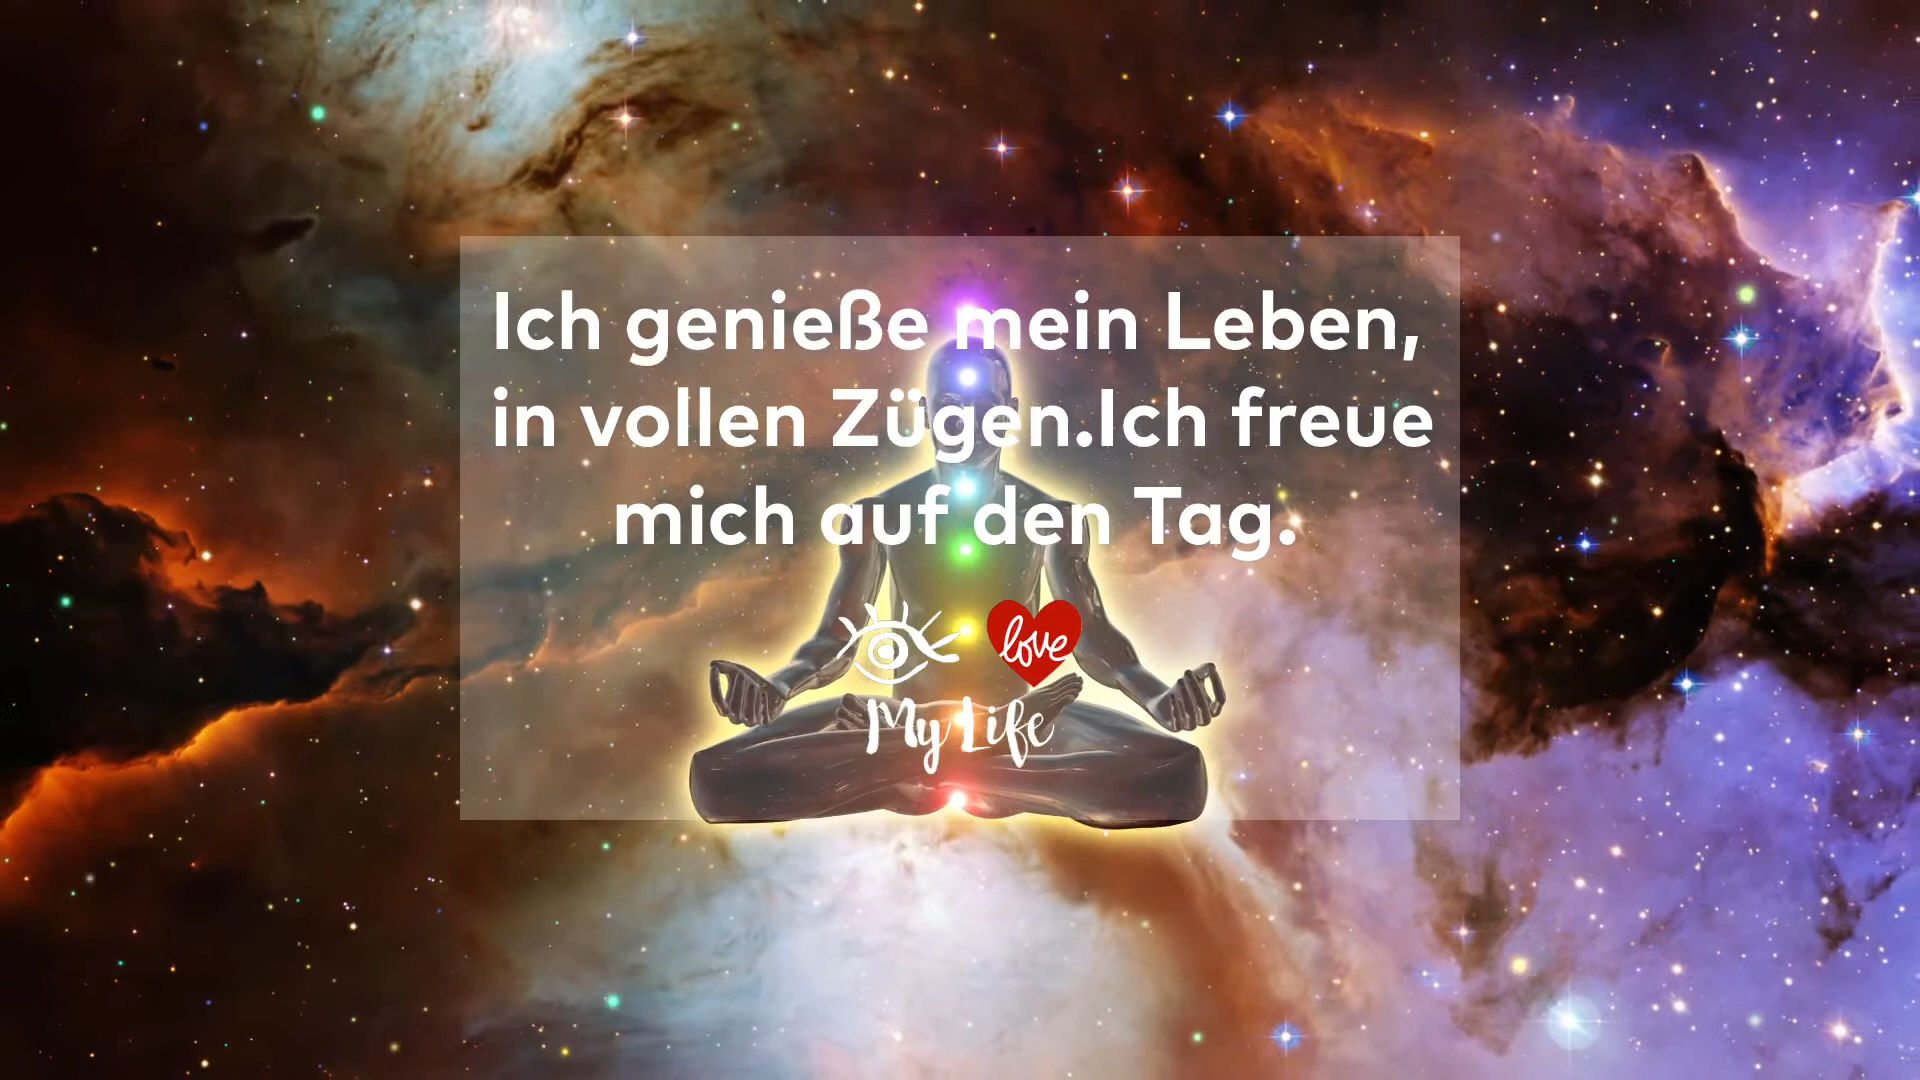 Ich genieße mein Leben,
in vollen Zügen.Ich freue
mich auf den Tag.
love
My Life